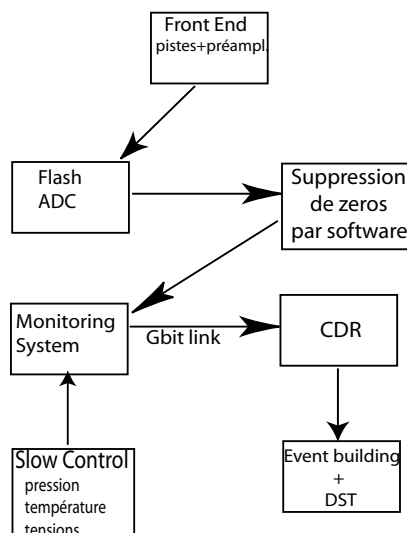 Front End
pistes+préampl.
Flash
ADC
Suppression
de zeros
par software
Monitoring
System
Gbit link
CDR
Slow Control
pression
température
tensions
Event building
+
DST